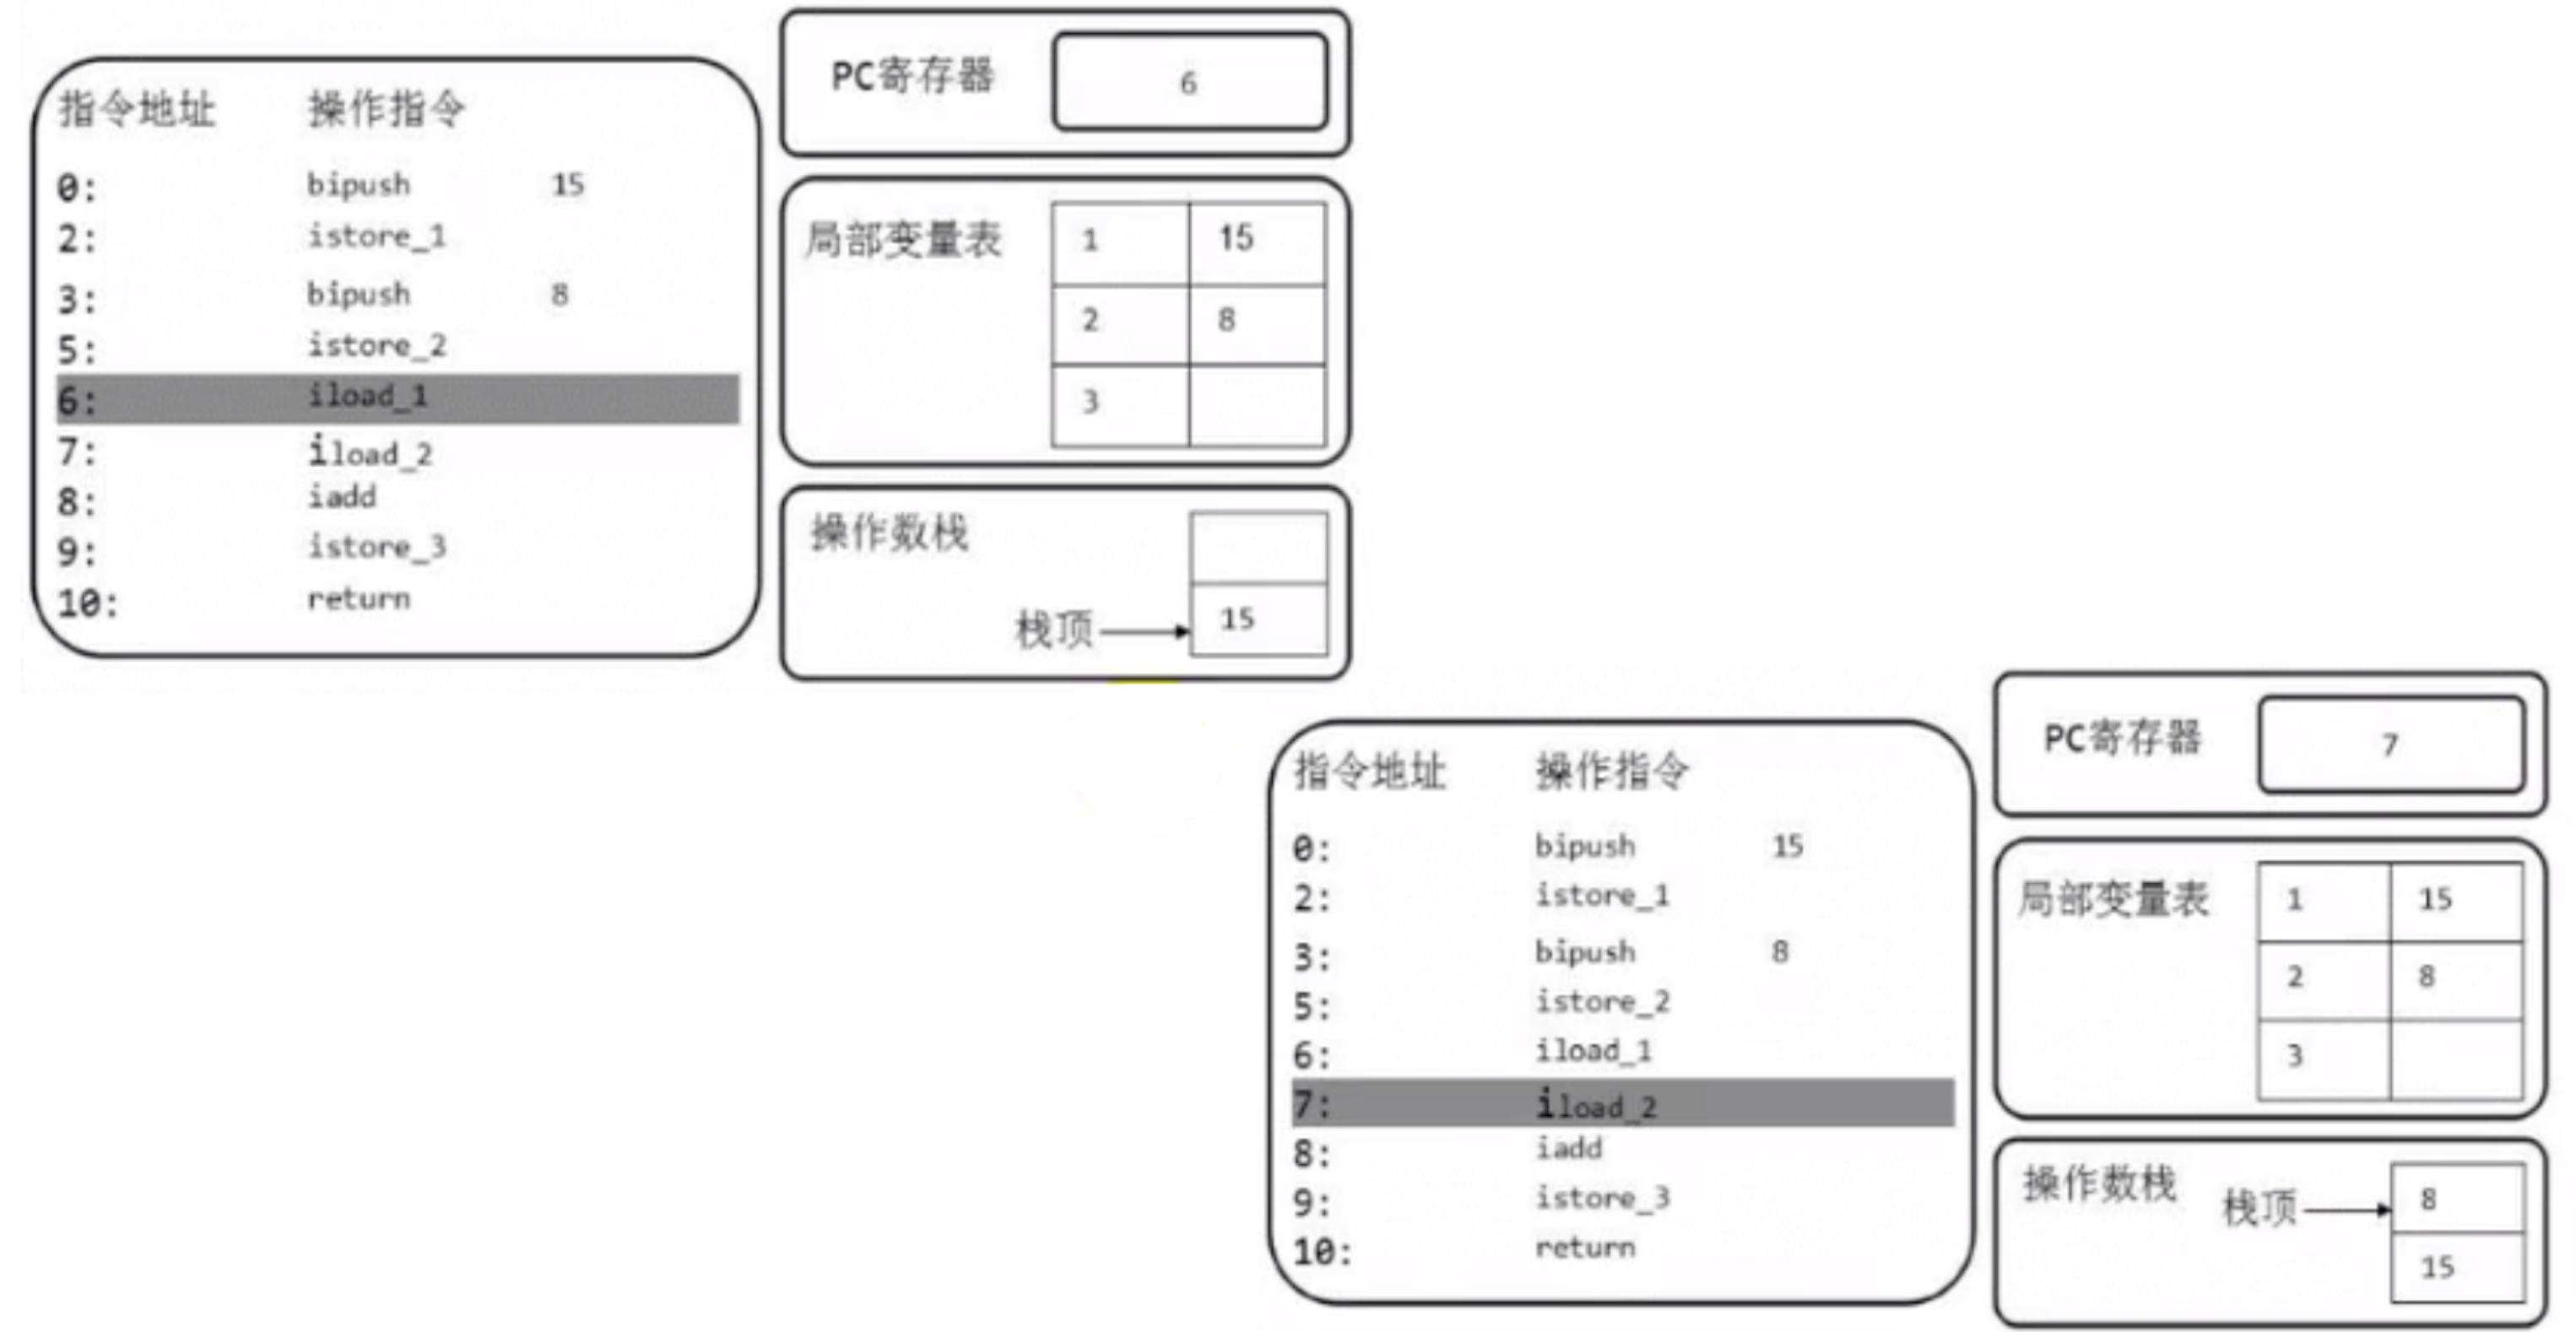 指令地址 操作指令
0: bipush 15
2: istore_1
3: bipush 8
5: istore_2
6: iload_1
7: iload_2
8: iadd
9: istore_3
10: return
PC寄存器 6
局部变量表 1 15
2 8
3
操作数栈
栈顶 15
指令地址 操作指令
0: bipush 15
2: istore_1
3: bipush 8
5: istore_2
6: iload_1
7: iload_2
8: iadd
9: istore_3
10: return
PC寄存器 7
局部变量表 1 15
2 8
3
操作数栈
栈顶 8
15